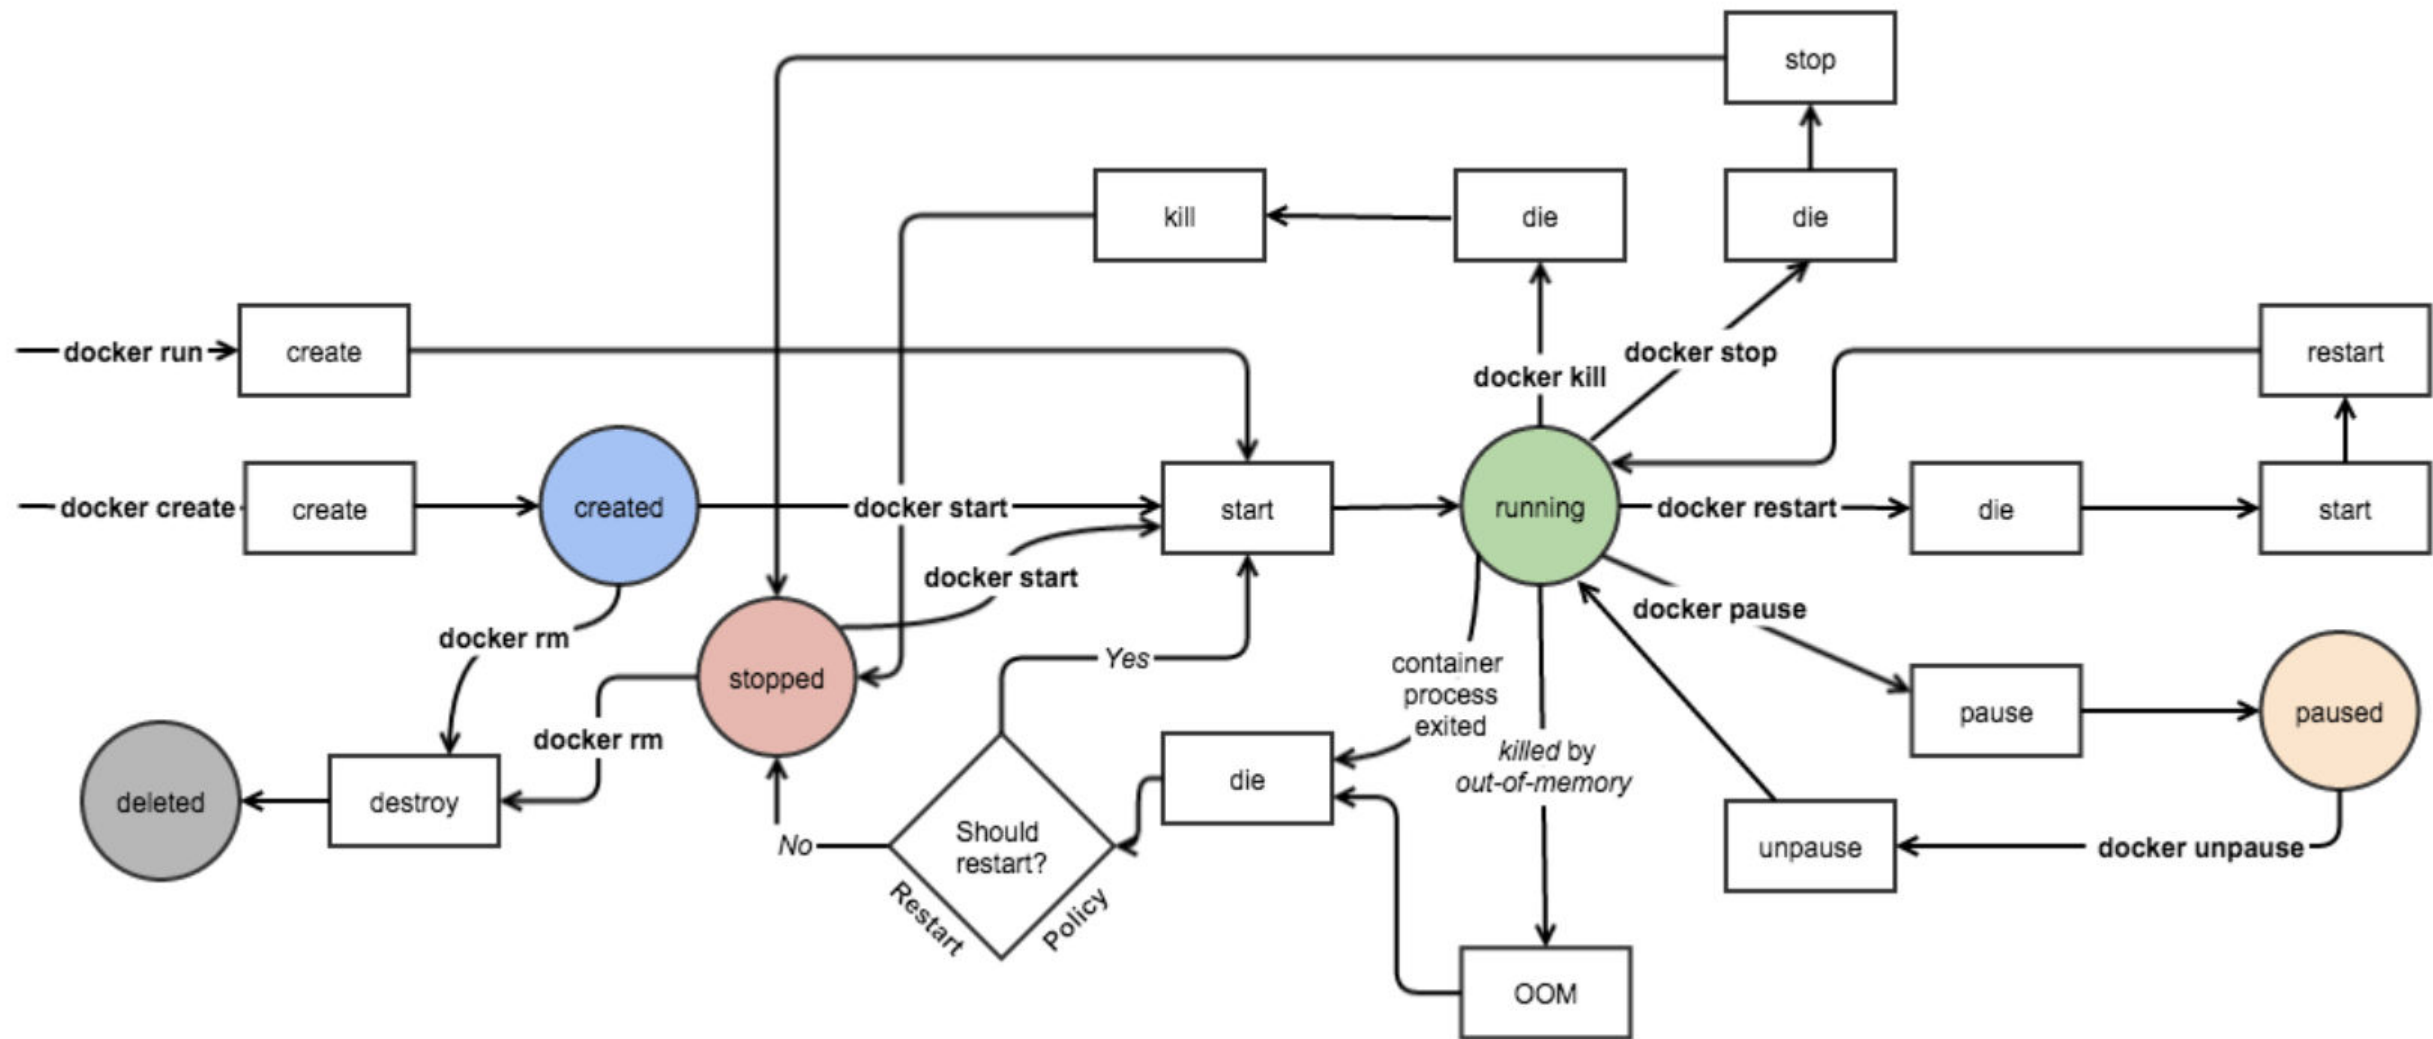 stop
kill
die
die
docker run
create
docker kill
docker stop
restart
docker create
create
created
docker start
start
running
docker restart
die
start
docker start
docker rm
stopped
Yes
container
process
exited
docker pause
pause
paused
docker rm
deleted
destroy
die
killed by
out-of-memory
No
Should
restart?
Restart
Policy
unpause
docker unpause
OOM